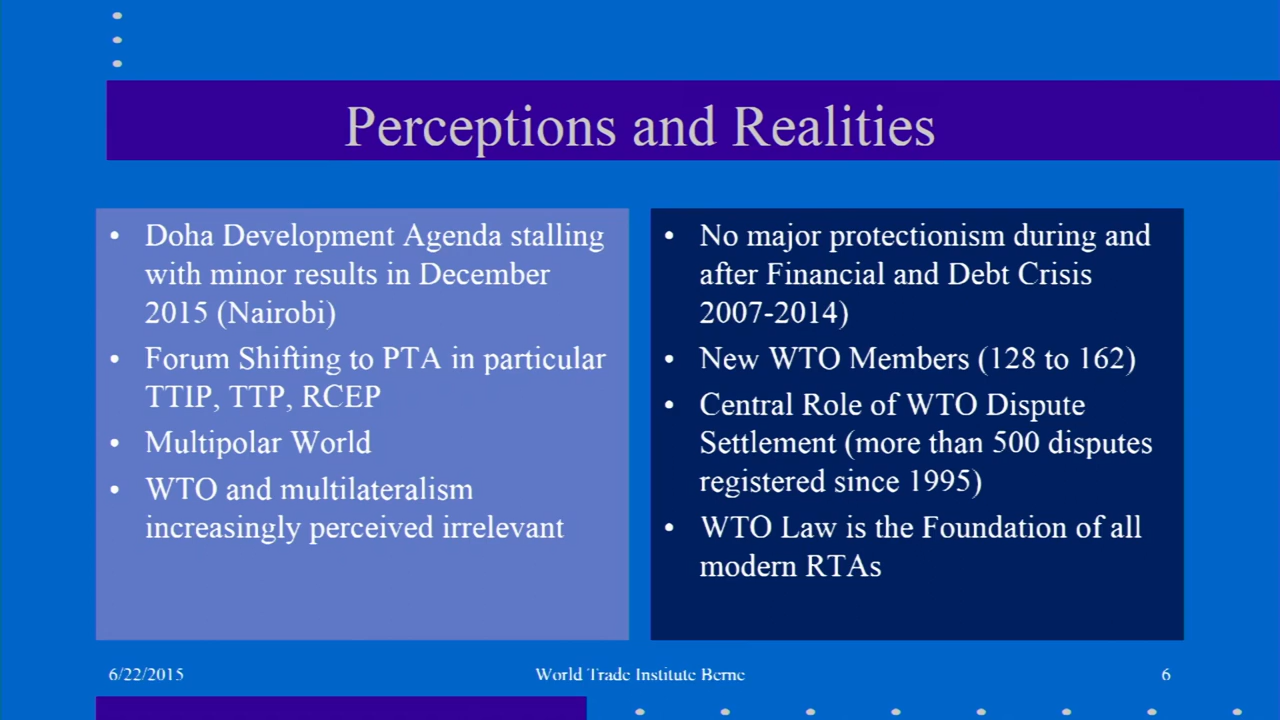 Perceptions and Realities
• Doha Development Agenda stalling
with minor results in December
2015 (Nairobi)
• Forum Shifting to PTA in particular
TTIP, TTP, RCEP
• Multipolar World
• WTO and multilateralism
increasingly perceived irrelevant
• No major protectionism during and
after Financial and Debt Crisis
2007-2014)
• New WTO Members (128 to 162)
• Central Role of WTO Dispute
Settlement (more than 500 disputes
registered since 1995)
• WTO Law is the Foundation of all
modern RTAs
6/22/2015
World Trade Institute Berne
6